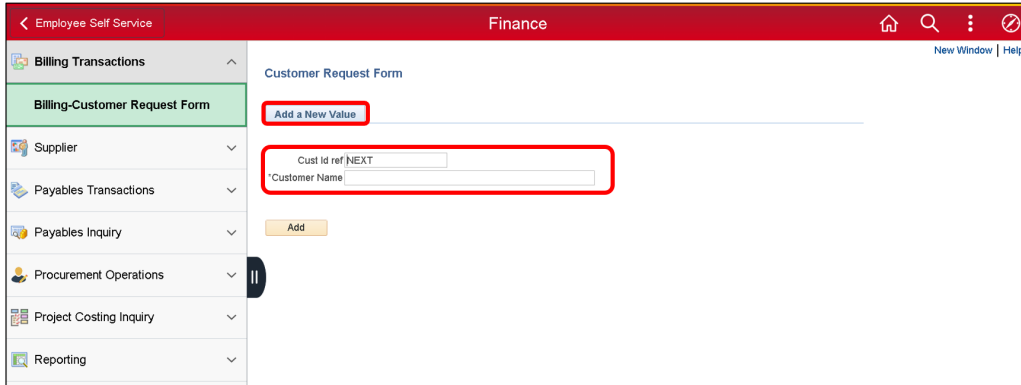 Employee Self Service
Finance
New Window | Help
Billing Transactions
Billing-Customer Request Form
Supplier
Payables Transactions
Payables Inquiry
Procurement Operations
Project Costing Inquiry
Reporting
Customer Request Form
Add a New Value
Cust Id ref NEXT
*Customer Name
Add